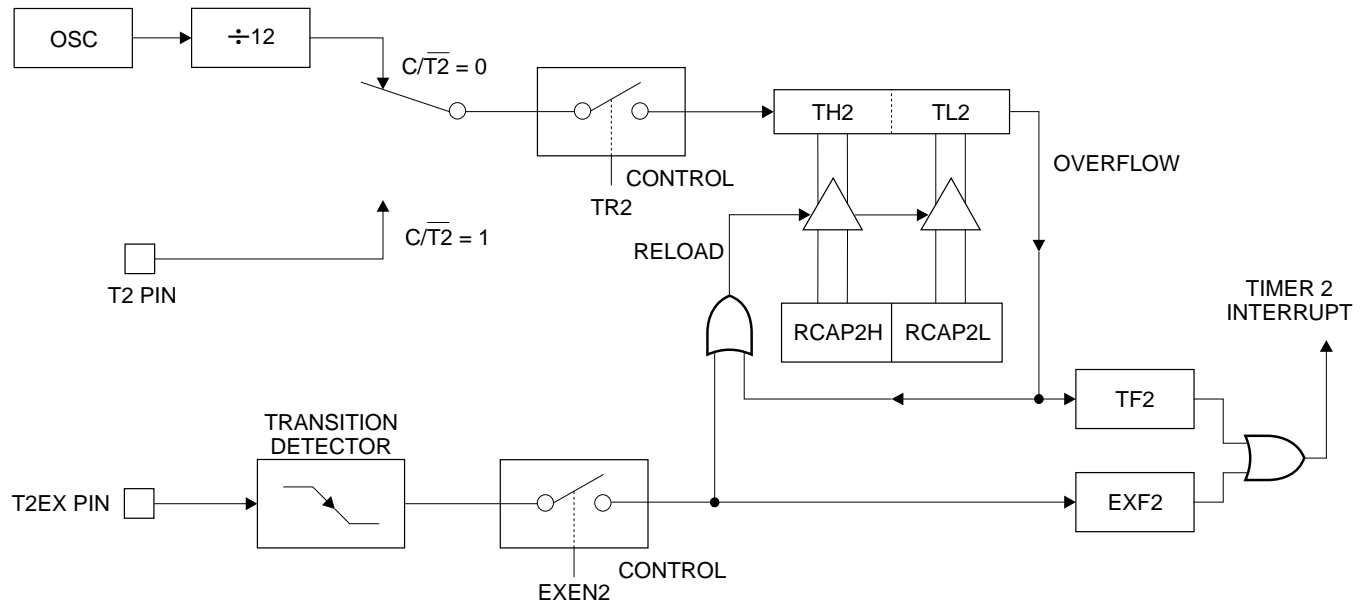 OSC
÷12
C/T2̅ = 0
TH2
TL2
OVERFLOW
CONTROL
TR2
C/T2̅ = 1
RELOAD
T2 PIN
TIMER 2
INTERRUPT
RCAP2H
RCAP2L
TF2
TRANSITION
DETECTOR
T2EX PIN
EXF2
CONTROL
EXEN2